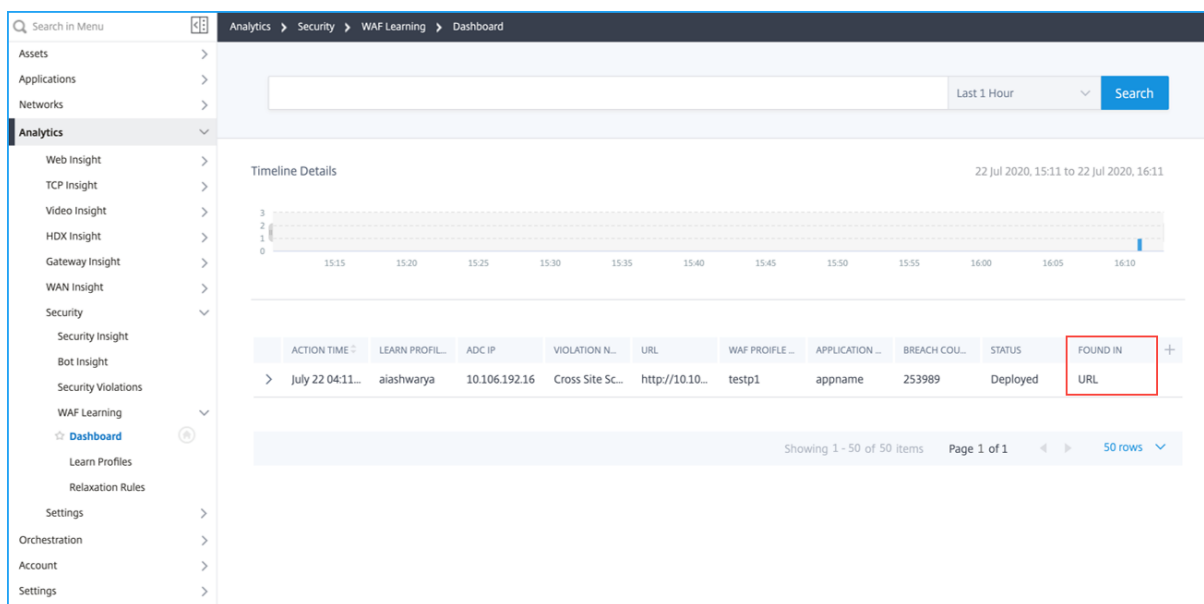 Search in Menu
Analytics > Security > WAF Learning > Dashboard
Assets
Applications
Networks
Analytics
Web Insight
TCP Insight
Video Insight
HDX Insight
Gateway Insight
WAN Insight
Security
Security Insight
Bot Insight
Security Violations
WAF Learning
Dashboard
Learn Profiles
Relaxation Rules
Settings
Orchestration
Account
Settings
Last 1 Hour
Search
Timeline Details
22 Jul 2020, 15:11 to 22 Jul 2020, 16:11
3
2
1
0
15:15 15:20 15:25 15:30 15:35 15:40 15:45 15:50 15:55 16:00 16:05 16:10
ACTION TIME LEARN PROFIL... ADC IP VIOLATION N... URL WAF PROIFLE ... APPLICATION ... BREACH COU... STATUS FOUND IN +
July 22 04:11... aiashwarya 10.106.192.16 Cross Site Sc... http://10.10... testp1 appname 253989 Deployed URL
Showing 1 - 50 of 50 items Page 1 of 1 50 rows